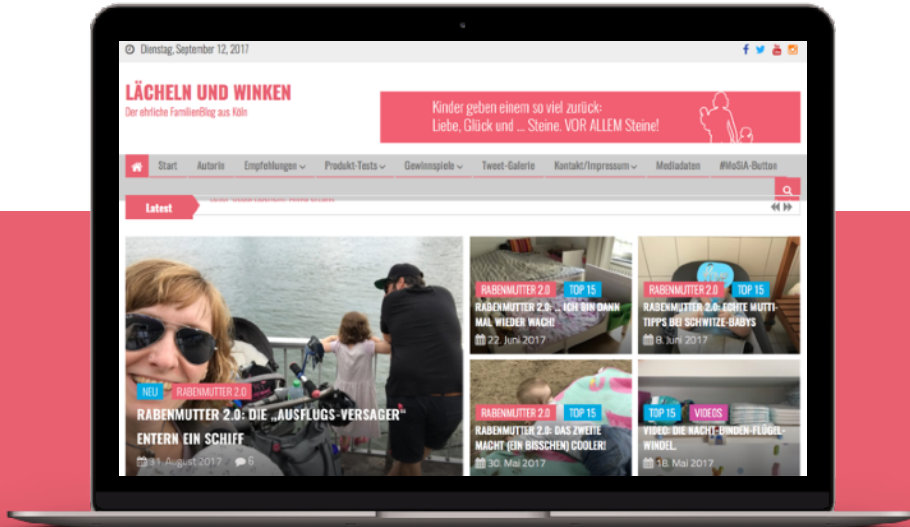 Dienstag, September 12, 2017
LÄCHELN UND WINKEN
Der ehrliche FamilienBlog aus Köln
Kinder geben einem so viel zurück:
Liebe, Glück und ... Steine. VOR ALLEM Steine!
Start Autorin Empfehlungen Produkt-Tests Gewinnspiele Tweet-Galerie Kontakt/Impressum Mediadaten #MoSiA-Button
Latest
NEU RABENMUTTER 2.0
RABENMUTTER 2.0: DIE „AUSFLUGS-VERSAGER“
ENTERN EIN SCHIFF
31. August 2017 / 6
RABENMUTTER 2.0 TOP 15
RABENMUTTER 2.0: ... ICH BIN DANN
MAL WIEDER WACH!
22. Juni 2017
RABENMUTTER 2.0 TOP 15
RABENMUTTER 2.0: ECHTE MUTTI-
TIPPS BEI SCHWITZE-BABYS
8. Juni 2017
RABENMUTTER 2.0 TOP 15
RABENMUTTER 2.0: DAS ZWEITE
MACHT (EIN BISSCHEN) COOLER!
30. Mai 2017
TOP 15 VIDEOS
VIDEO: DIE NACHT-BINDEN-FLÜGEL-
WINDEL.
18. Mai 2017